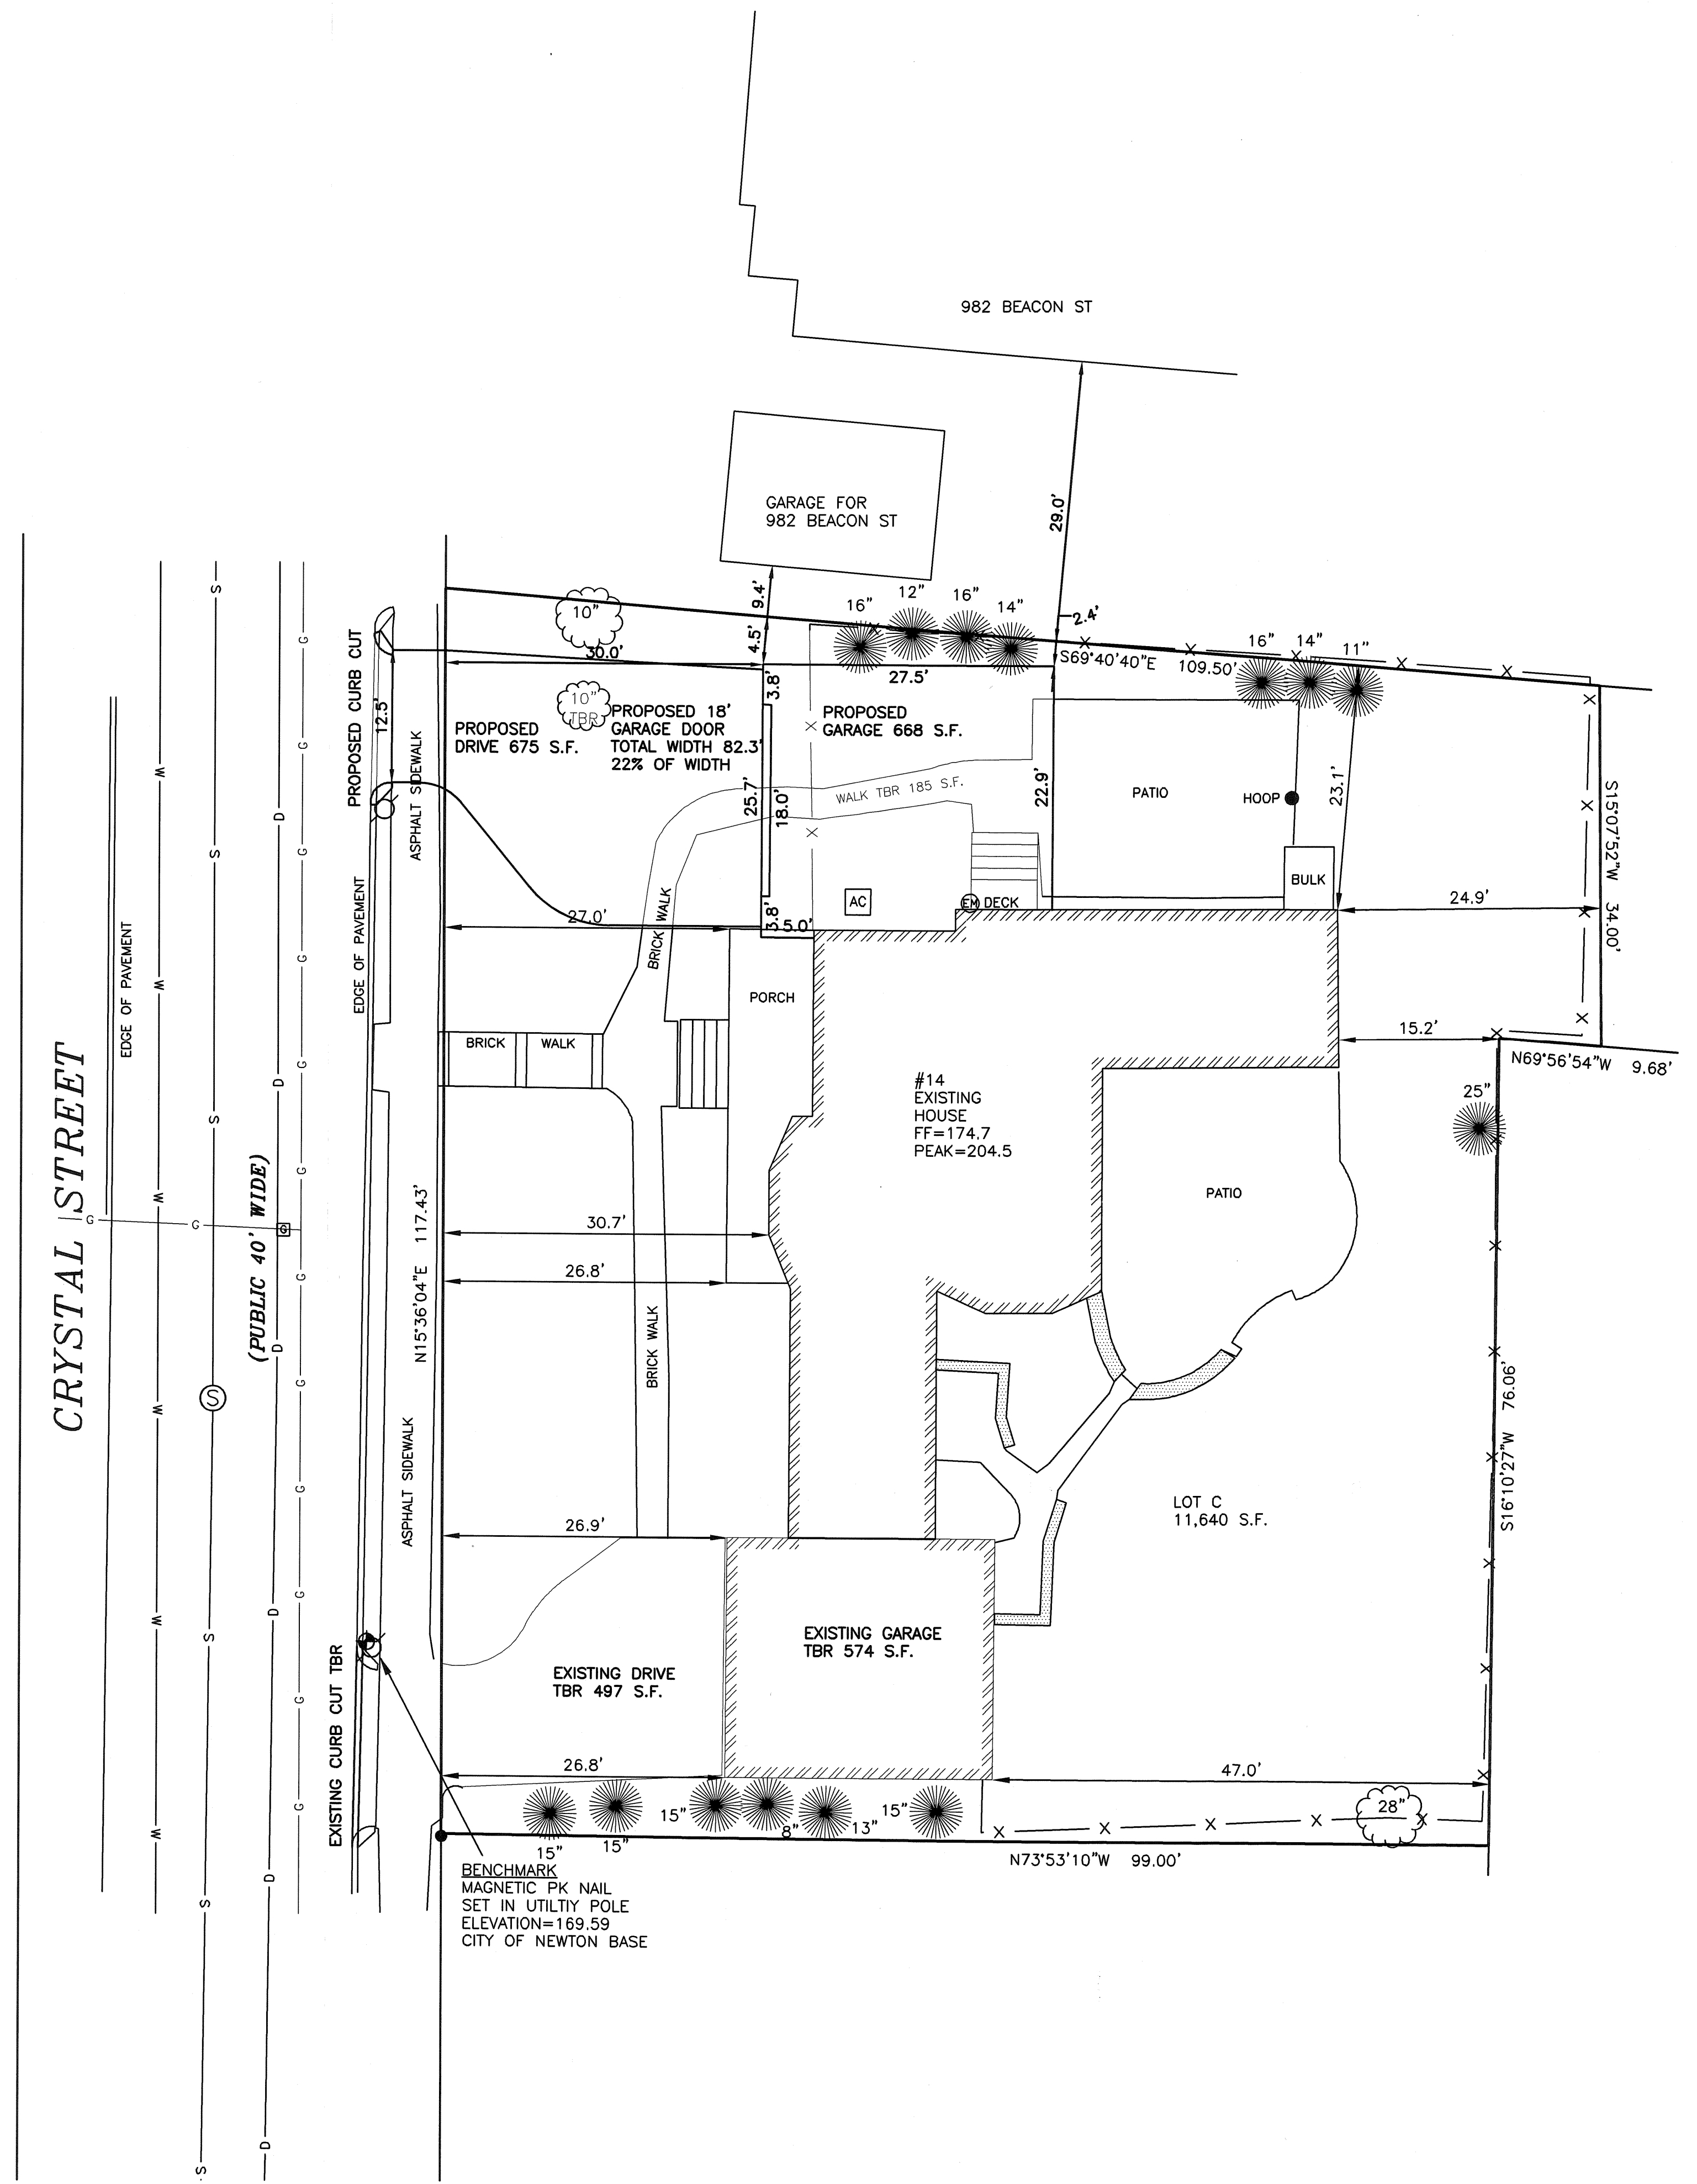 982 BEACON ST
GARAGE FOR
982 BEACON ST
29.0'
9.4'
4.5'
2.4'
10"
16"
12"
16"
14"
S69°40'40"E 109.50'
16"
14"
11"
30.0'
27.5'
3.8'
10"
TBR
PROPOSED CURB CUT
12.5'
ASPHALT SIDEWALK
PROPOSED
DRIVE 675 S.F.
PROPOSED 18'
GARAGE DOOR
TOTAL WIDTH 82.3'
22% OF WIDTH
PROPOSED
GARAGE 668 S.F.
25.7'
18.0'
WALK TBR 185 S.F.
22.9'
PATIO
HOOP
23.1'
BULK
S15°07'52"W 34.00'
24.9'
AC
EM
DECK
3.8'
5.0'
27.0'
BRICK WALK
PORCH
EDGE OF PAVEMENT
EDGE OF PAVEMENT
BRICK WALK
15.2'
N69°56'54"W 9.68'
#14
EXISTING
HOUSE
FF=174.7
PEAK=204.5
25"
PATIO
CRYSTAL STREET
(PUBLIC 40' WIDE)
N15°36'04"E 117.43'
30.7'
26.8'
BRICK WALK
S
G
W
W
W
W
W
W
S
S
S
S
S
S
D
D
D
D
D
D
G
G
G
G
G
G
G
G
G
G
G
G
G
G
ASPHALT SIDEWALK
26.9'
LOT C
11,640 S.F.
S16°10'27"W 76.06'
EXISTING GARAGE
TBR 574 S.F.
EXISTING DRIVE
TBR 497 S.F.
EXISTING CURB CUT TBR
26.8'
47.0'
15"
15"
15"
8"
13"
15"
28"
N73°53'10"W 99.00'
BENCHMARK
MAGNETIC PK NAIL
SET IN UTILTIY POLE
ELEVATION=169.59
CITY OF NEWTON BASE